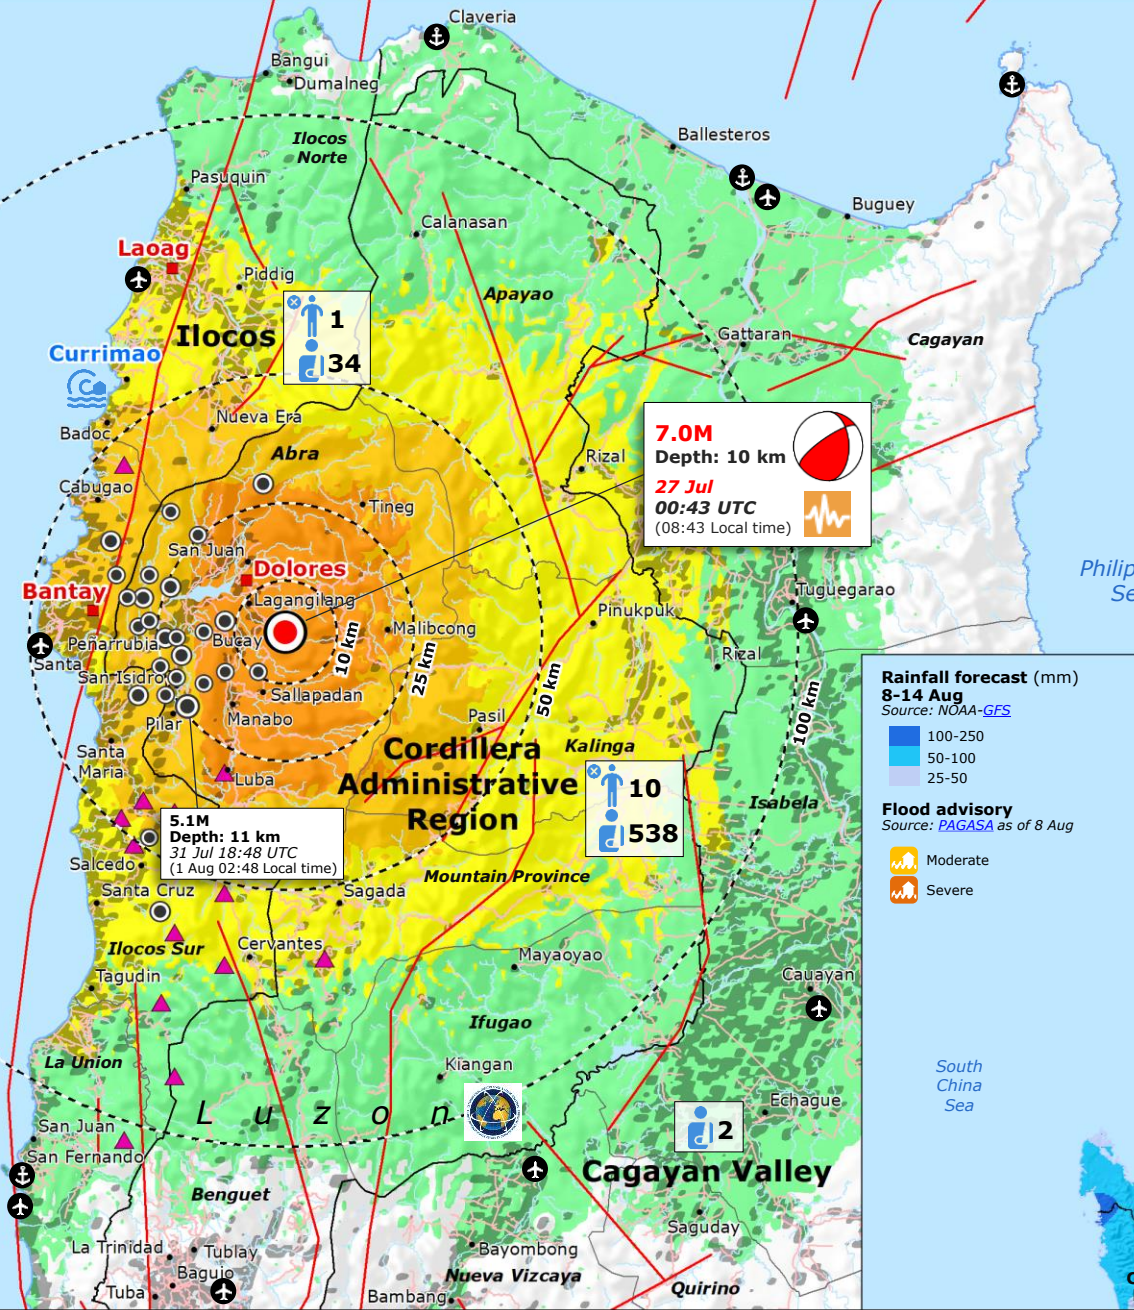 Claveria
Bangui
Dumalneg
Ballesteros
Ilocos
Norte
Pasuquin
Buguey
Calanasan
Laoag
Piddig
Apayao
1
Ilocos
Gattaran
Cagayan
Currimao
34
Nueva Era
Badoc
Abra
7.0M
Depth: 10 km
27 Jul
00:43 UTC
(08:43 Local time)
Rizal
Cabugao
Tineg
San Juan
Dolores
Philip
Se
Bantay
Lagangilang
Tuguegarao
Pinukpuk
Peñarrubia
Bucay
Malibcong
10 km
25 km
50 km
100 km
Santa
San Isidro
Rizal
Sallapadan
Pilar
Manabo
Pasil
Santa
Maria
Cordillera
Administrative
Region
Kalinga
Luba
10
538
Isabela
5.1M
Depth: 11 km
31 Jul 18:48 UTC
(1 Aug 02:48 Local time)
Salcedo
Mountain Province
Santa Cruz
Sagada
Ilocos Sur
Cervantes
Mayaoyao
Tagudin
Cauayan
Ifugao
La Union
Kiangan
Luzon
Echague
San Juan
2
San Fernando
Cagayan Valley
Benguet
Saguday
La Trinidad
Tublay
Bayombong
Baguio
Nueva Vizcaya
Quirino
Tuba
Bambang
Rainfall forecast (mm)
8-14 Aug
Source: NOAA-GFS
100-250
50-100
25-50
Flood advisory
Source: PAGASA as of 8 Aug
Moderate
Severe
South
China
Sea